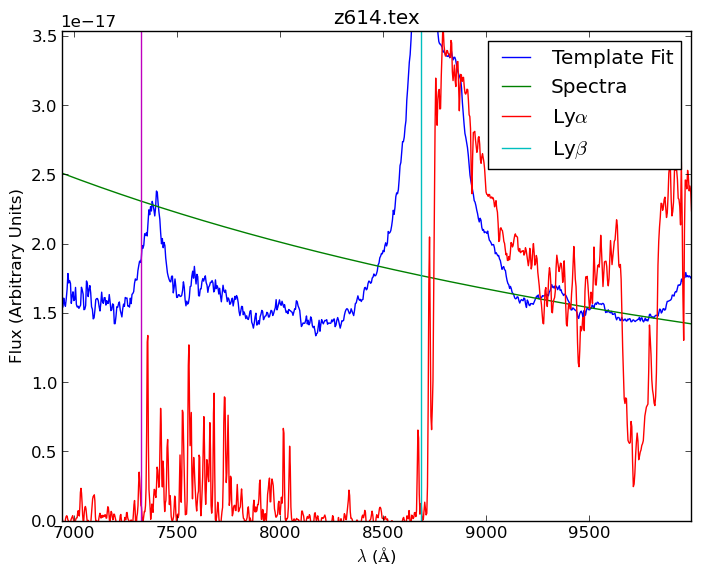 z614.tex
1e−17
3.5
3.0
2.5
2.0
1.5
1.0
0.5
0.0
Flux (Arbitrary Units)
Template Fit
Spectra
Lyα
Lyβ
7000 7500 8000 8500 9000 9500
λ (Å)